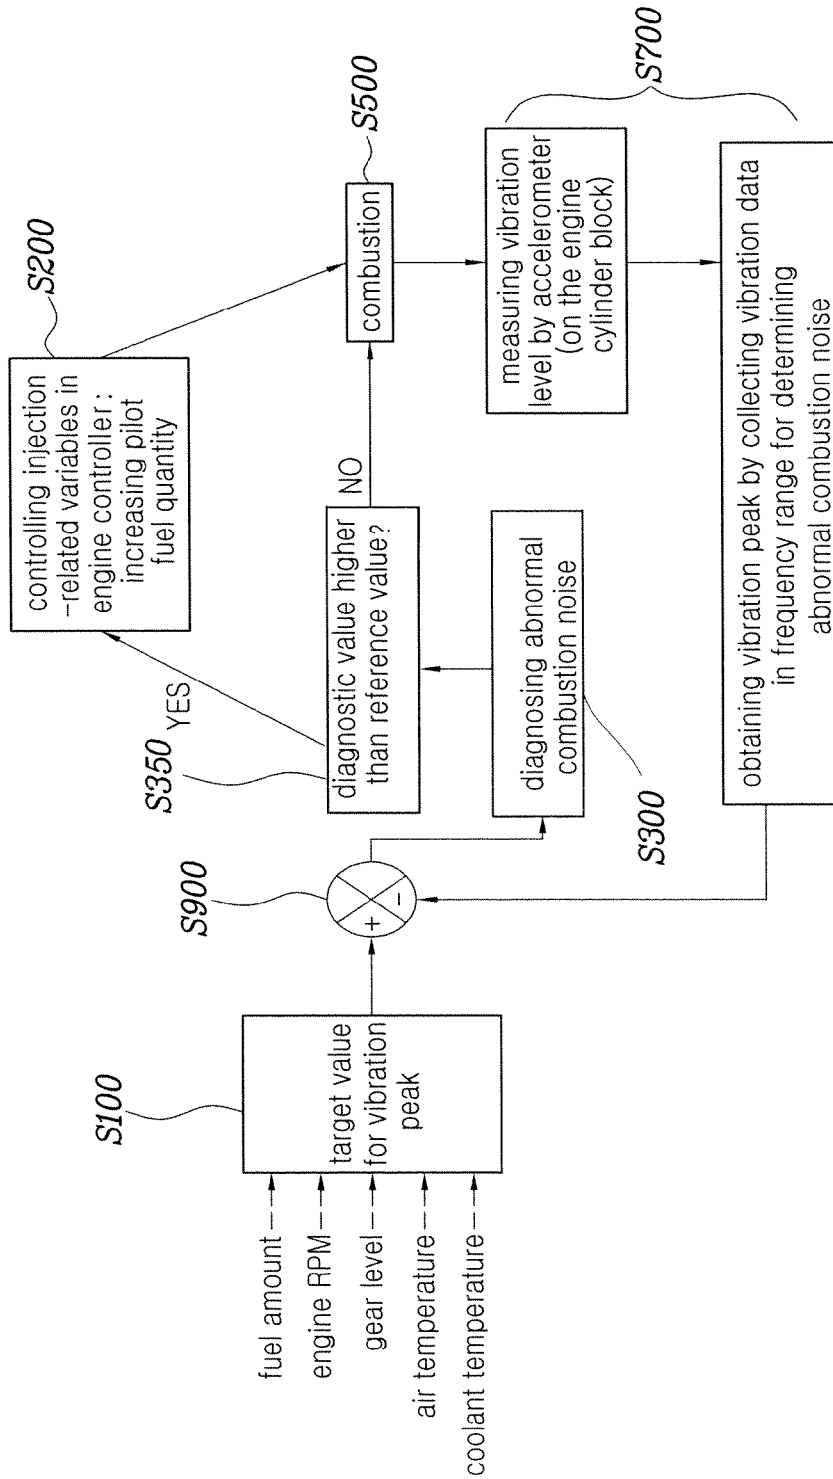 fuel amount
engine RPM
gear level
air temperature
coolant temperature
S100
target value
for vibration
peak
S900
+
-
S350
diagnostic value higher
than reference value?
YES
NO
S300
diagnosing abnormal
combustion noise
S200
controlling injection
-related variables in
engine controller:
increasing pilot
fuel quantity
S500
combustion
S700
measuring vibration
level by accelerometer
(on the engine
cylinder block)
obtaining vibration peak by collecting vibration data
in frequency range for determining
abnormal combustion noise